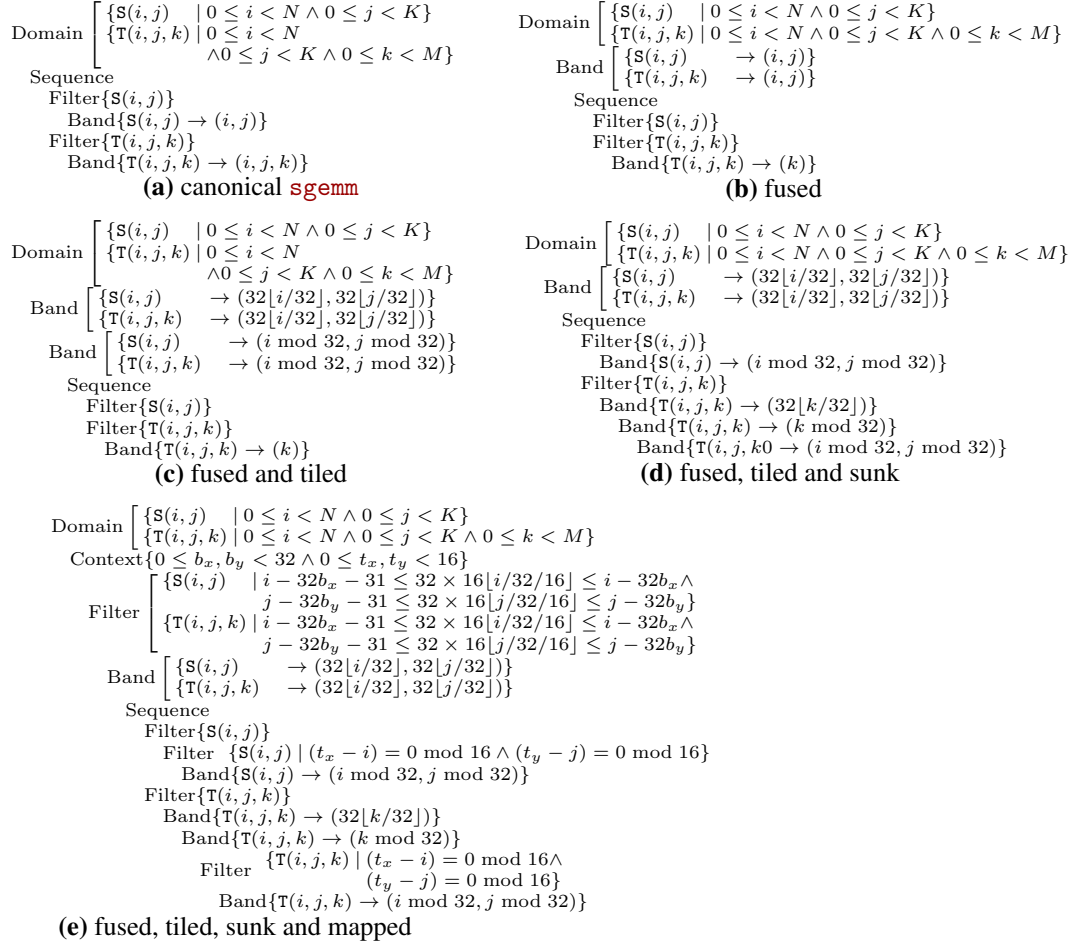 Domain [ {S(i, j) | 0 ≤ i < N ∧ 0 ≤ j < K}
{T(i, j, k) | 0 ≤ i < N
∧0 ≤ j < K ∧ 0 ≤ k < M}
Sequence
Filter{S(i, j)}
Band{S(i, j) → (i, j)}
Filter{T(i, j, k)}
Band{T(i, j, k) → (i, j, k)}
(a) canonical sgemm
Domain [ {S(i, j) | 0 ≤ i < N ∧ 0 ≤ j < K}
{T(i, j, k) | 0 ≤ i < N ∧ 0 ≤ j < K ∧ 0 ≤ k < M}
Band [ {S(i, j) → (i, j)}
{T(i, j, k) → (i, j)}
Sequence
Filter{S(i, j)}
Filter{T(i, j, k)}
Band{T(i, j, k) → (k)}
(b) fused
Domain [ {S(i, j) | 0 ≤ i < N ∧ 0 ≤ j < K}
{T(i, j, k) | 0 ≤ i < N
∧0 ≤ j < K ∧ 0 ≤ k < M}
Band [ {S(i, j) → (32⌊i/32⌋, 32⌊j/32⌋)}
{T(i, j, k) → (32⌊i/32⌋, 32⌊j/32⌋)}
Band [ {S(i, j) → (i mod 32, j mod 32)}
{T(i, j, k) → (i mod 32, j mod 32)}
Sequence
Filter{S(i, j)}
Filter{T(i, j, k)}
Band{T(i, j, k) → (k)}
(c) fused and tiled
Domain [ {S(i, j) | 0 ≤ i < N ∧ 0 ≤ j < K}
{T(i, j, k) | 0 ≤ i < N ∧ 0 ≤ j < K ∧ 0 ≤ k < M}
Band [ {S(i, j) → (32⌊i/32⌋, 32⌊j/32⌋)}
{T(i, j, k) → (32⌊i/32⌋, 32⌊j/32⌋)}
Sequence
Filter{S(i, j)}
Band{S(i, j) → (i mod 32, j mod 32)}
Filter{T(i, j, k)}
Band{T(i, j, k) → (32⌊k/32⌋)}
Band{T(i, j, k) → (k mod 32)}
Band{T(i, j, k0 → (i mod 32, j mod 32)}
(d) fused, tiled and sunk
Domain [ {S(i, j) | 0 ≤ i < N ∧ 0 ≤ j < K}
{T(i, j, k) | 0 ≤ i < N ∧ 0 ≤ j < K ∧ 0 ≤ k < M}
Context{0 ≤ b_x, b_y < 32 ∧ 0 ≤ t_x, t_y < 16}
Filter [ {S(i, j) | i − 32b_x − 31 ≤ 32 × 16⌊i/32/16⌋ ≤ i − 32b_x∧
j − 32b_y − 31 ≤ 32 × 16⌊j/32/16⌋ ≤ j − 32b_y}
{T(i, j, k) | i − 32b_x − 31 ≤ 32 × 16⌊i/32/16⌋ ≤ i − 32b_x∧
j − 32b_y − 31 ≤ 32 × 16⌊j/32/16⌋ ≤ j − 32b_y}
Band [ {S(i, j) → (32⌊i/32⌋, 32⌊j/32⌋)}
{T(i, j, k) → (32⌊i/32⌋, 32⌊j/32⌋)}
Sequence
Filter{S(i, j)}
Filter {S(i, j) | (t_x − i) = 0 mod 16 ∧ (t_y − j) = 0 mod 16}
Band{S(i, j) → (i mod 32, j mod 32)}
Filter{T(i, j, k)}
Band{T(i, j, k) → (32⌊k/32⌋)}
Band{T(i, j, k) → (k mod 32)}
Filter {T(i, j, k) | (t_x − i) = 0 mod 16∧
(t_y − j) = 0 mod 16}
Band{T(i, j, k) → (i mod 32, j mod 32)}
(e) fused, tiled, sunk and mapped